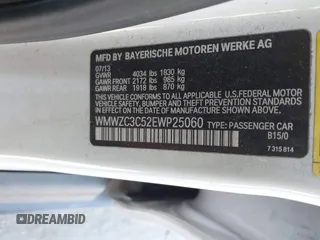 MFD BY BAYERISCHE MOTOREN WERKE AG
07/13
GVWR 4034 lbs 1830 kg
GAWR FRONT 2172 lbs 985 kg
GAWR REAR 1918 lbs 870 kg
THIS VEHICLE CONFORMS TO ALL APPLICABLE U.S. FEDERAL MOTOR
VEHICLE SAFETY, BUMPER AND THEFT PREVENTION STANDARDS IN
EFFECT ON THE DATE OF MANUFACTURE SHOWN ABOVE.
WMWZC3C52EWP25060 PASSENGER CAR
B15/0
7 315 814
DREAMBID